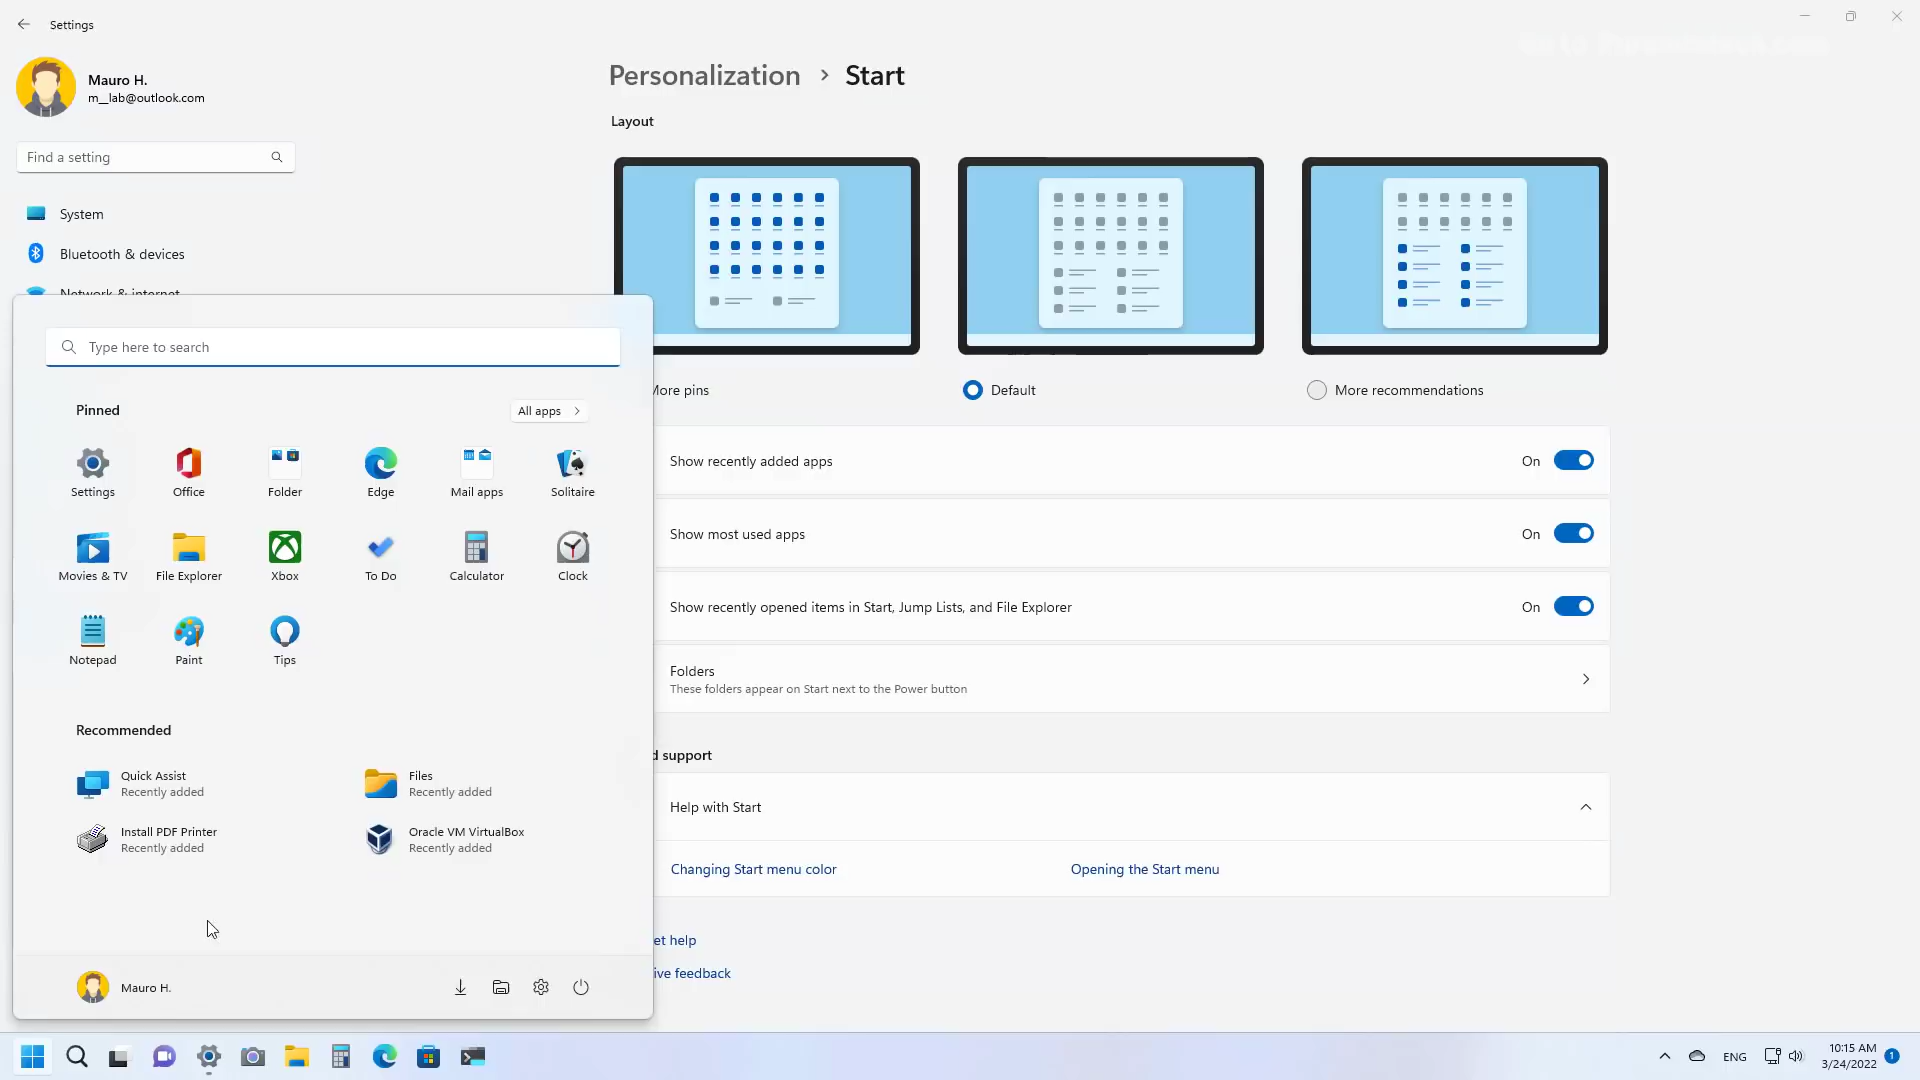 Settings
Mauro H.
m__lab@outlook.com
Find a setting
System
Bluetooth & devices
Network & internet
Personalization > Start
Layout
More pins
Default
More recommendations
Show recently added apps
On
Show most used apps
On
Show recently opened items in Start, Jump Lists, and File Explorer
On
Folders
These folders appear on Start next to the Power button
d support
Help with Start
Changing Start menu color
Opening the Start menu
et help
ive feedback
Type here to search
Pinned
All apps >
Settings
Office
Folder
Edge
Mail apps
Solitaire
Movies & TV
File Explorer
Xbox
To Do
Calculator
Clock
Notepad
Paint
Tips
Recommended
Quick Assist
Recently added
Files
Recently added
Install PDF Printer
Recently added
Oracle VM VirtualBox
Recently added
Mauro H.
ENG
10:15 AM
3/24/2022
1